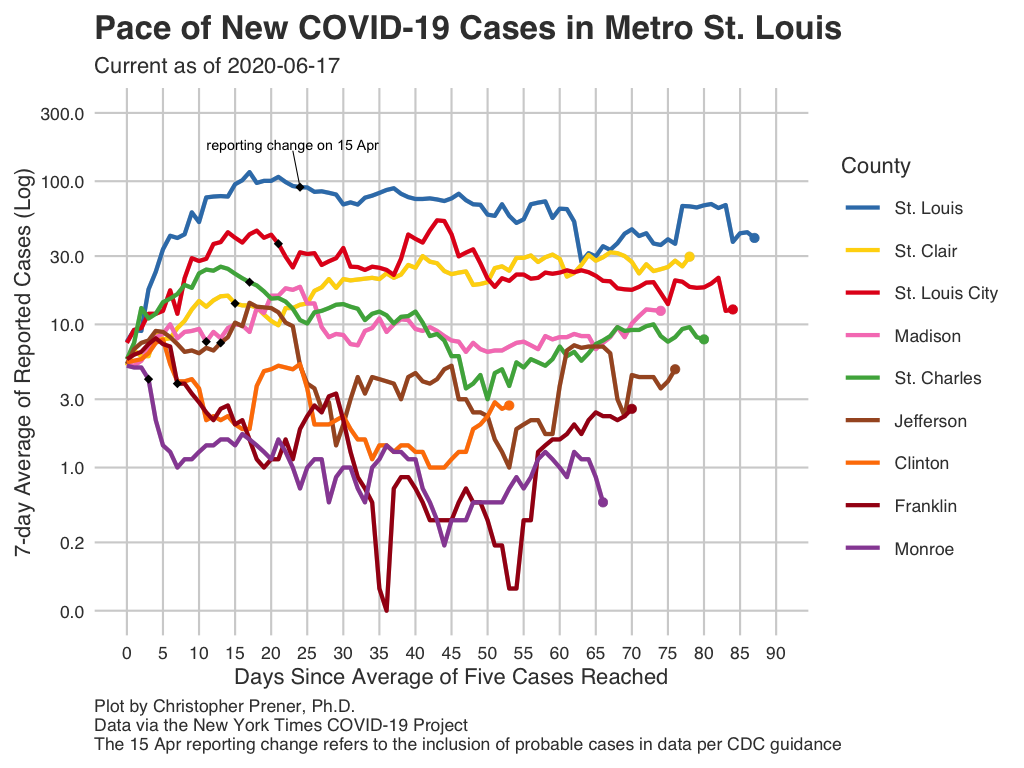 Pace of New COVID-19 Cases in Metro St. Louis
Current as of 2020-06-17
7-day Average of Reported Cases (Log)
300.0
100.0
30.0
10.0
3.0
1.0
0.2
0.0
reporting change on 15 Apr
0 5 10 15 20 25 30 35 40 45 50 55 60 65 70 75 80 85 90
Days Since Average of Five Cases Reached
County
St. Louis
St. Clair
St. Louis City
Madison
St. Charles
Jefferson
Clinton
Franklin
Monroe
Plot by Christopher Prener, Ph.D.
Data via the New York Times COVID-19 Project
The 15 Apr reporting change refers to the inclusion of probable cases in data per CDC guidance